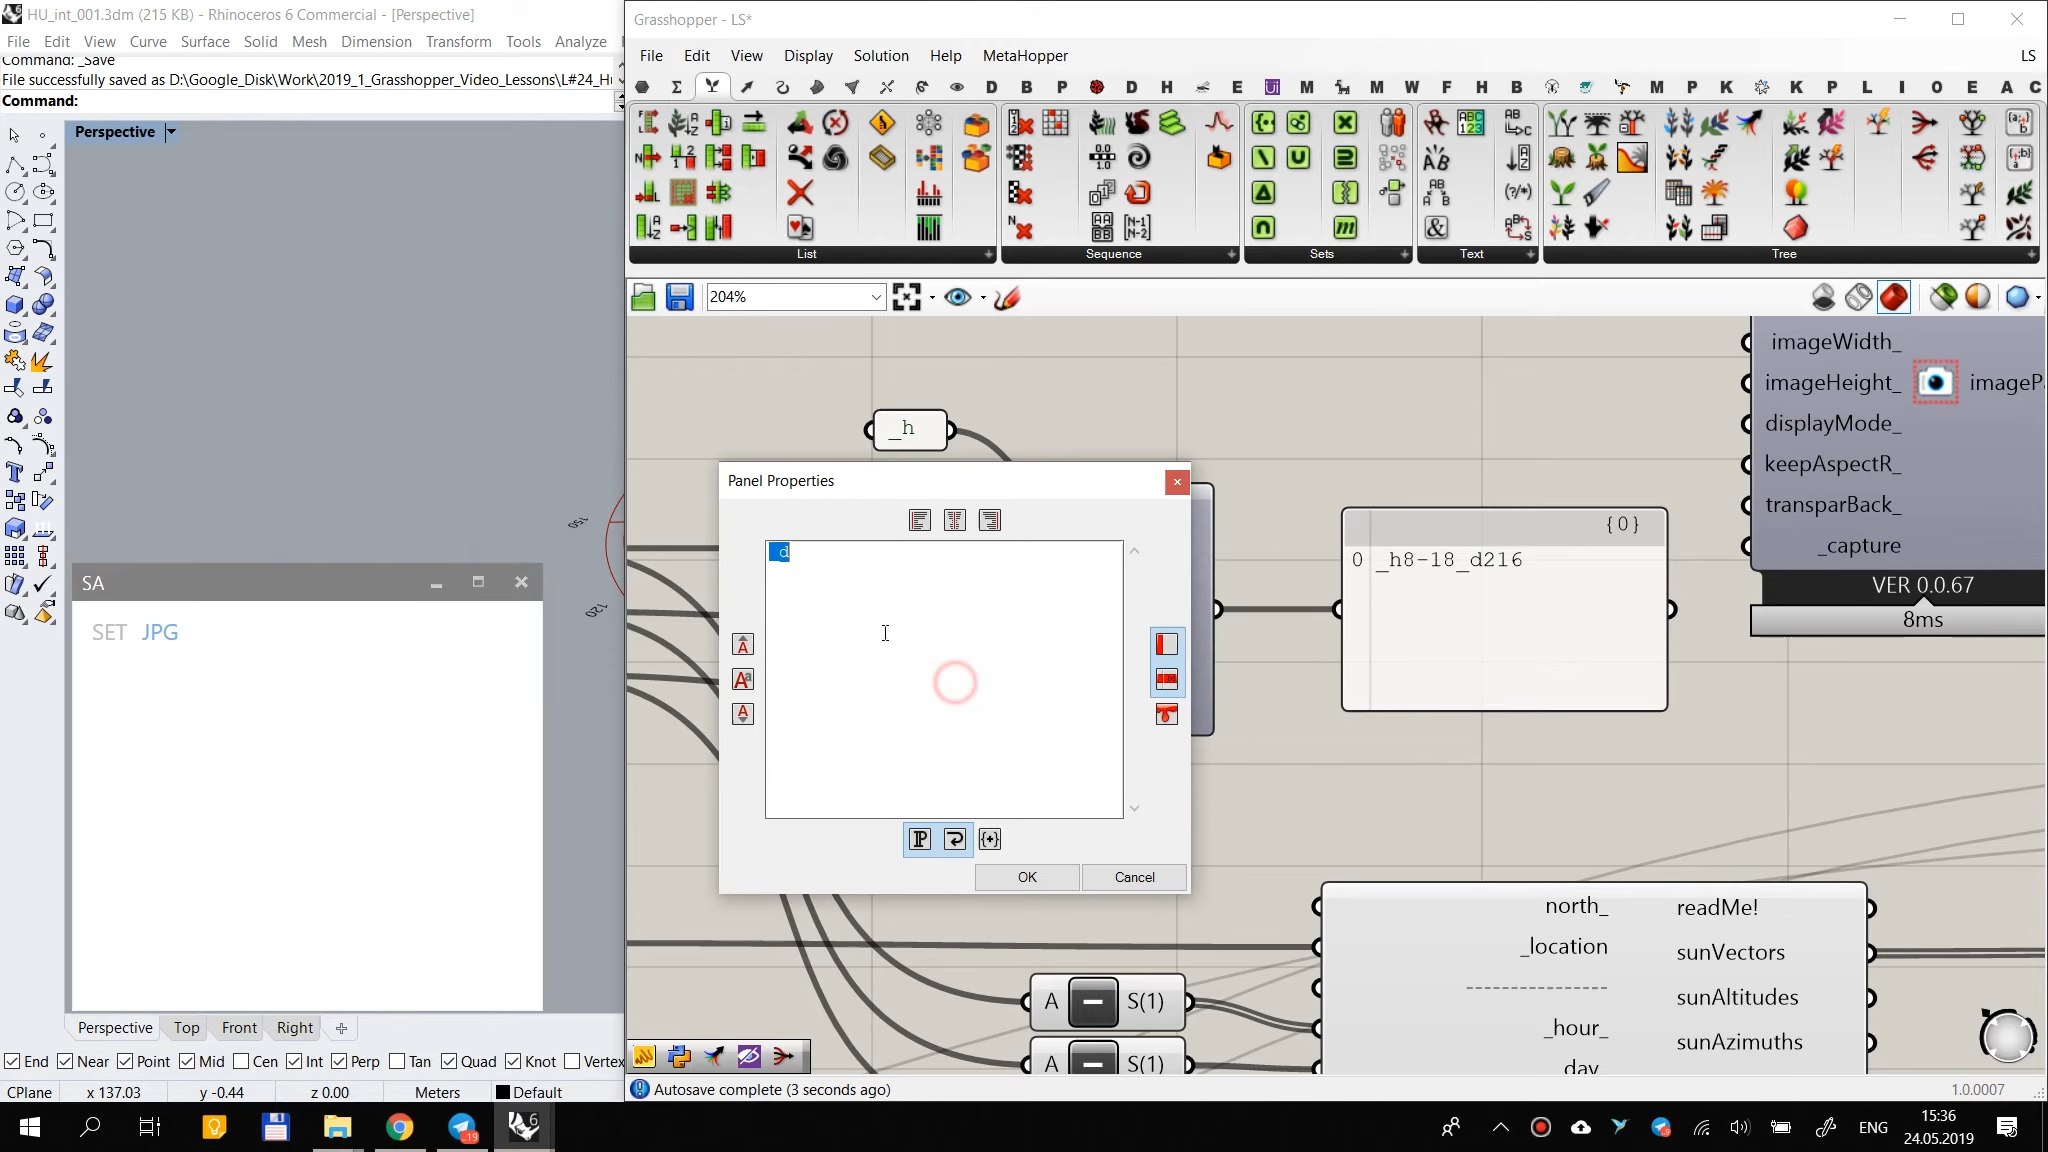 HU_int_001.3dm (215 KB) - Rhinoceros 6 Commercial - [Perspective]
File Edit View Curve Surface Solid Mesh Dimension Transform Tools Analyze
Command: _Save
File successfully saved as D:\Google_Disk\Work\2019_1_Grasshopper_Video_Lessons\L#24_Hu
Command:
Perspective
150
120
SA
SET JPG
Perspective Top Front Right
End Near Point Mid Cen Int Perp Tan Quad Knot Vertex
CPlane x 137.03 y -0.44 z 0.00 Meters Default
Grasshopper - LS*
File Edit View Display Solution Help MetaHopper LS
D B P D H E M M W F H B M P K K P L I O E A C
List Sequence Sets Text Tree
204%
_h
imageWidth_
imageHeight_ imageP
displayMode_
keepAspectR_
transparBack_
_capture
VER 0.0.67
8ms
Panel Properties
_d
OK Cancel
{0}
0 _h8-18_d216
north_ readMe!
_location sunVectors
---------------- sunAltitudes
_hour_ sunAzimuths
day
A S(1)
A S(1)
Autosave complete (3 seconds ago) 1.0.0007
ENG 15:36
24.05.2019